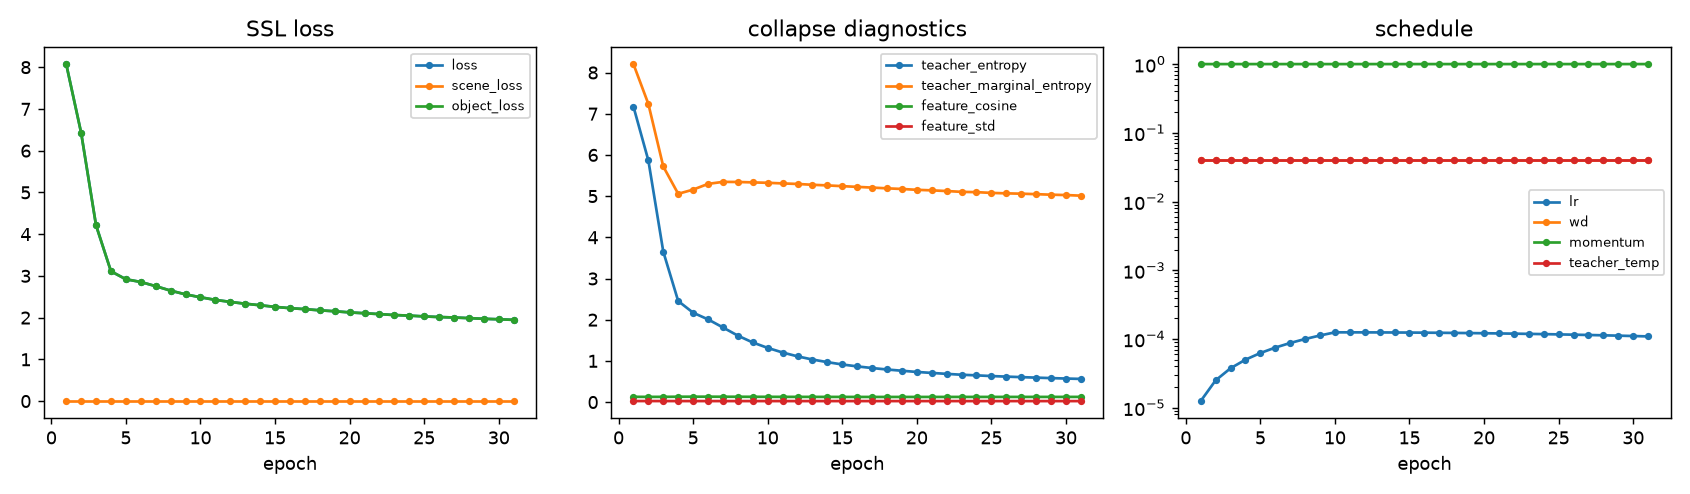 SSL loss
loss
scene_loss
object_loss
8
7
6
5
4
3
2
1
0
0
5
10
15
20
25
30
epoch
collapse diagnostics
teacher_entropy
teacher_marginal_entropy
feature_cosine
feature_std
8
7
6
5
4
3
2
1
0
0
5
10
15
20
25
30
epoch
schedule
10⁰
10⁻¹
10⁻²
10⁻³
10⁻⁴
10⁻⁵
lr
wd
momentum
teacher_temp
0
5
10
15
20
25
30
epoch